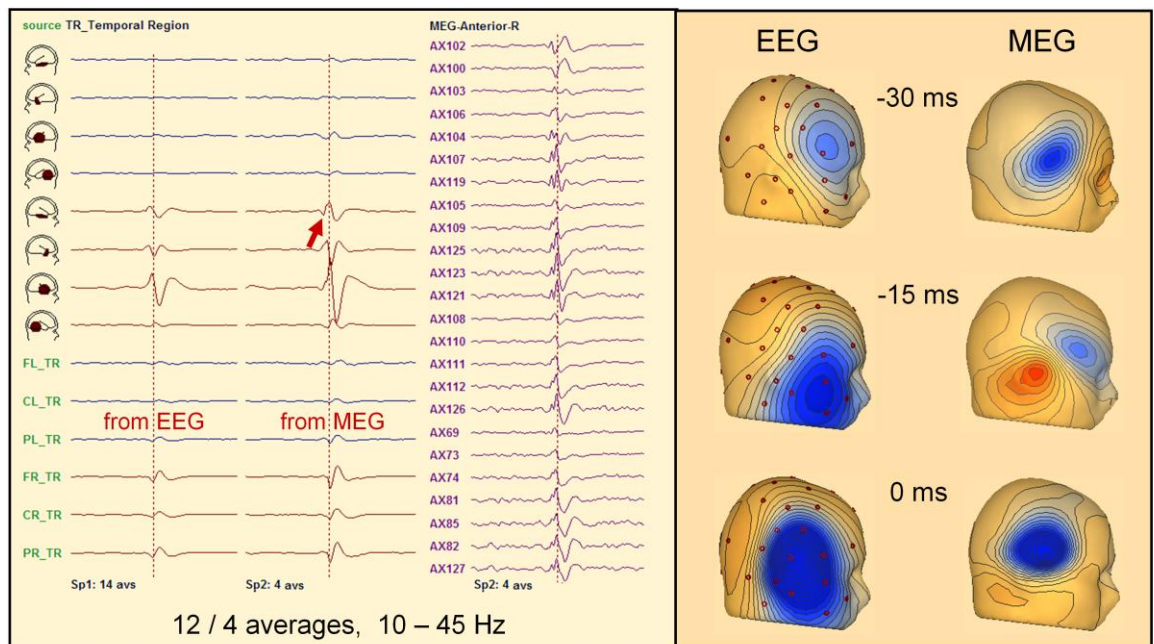 source TR_Temporal Region
FL_TR
CL_TR
from EEG from MEG
PL_TR
FR_TR
CR_TR
PR_TR
Sp1: 14 avs Sp2: 4 avs
MEG-Anterior-R
AX102
AX100
AX103
AX106
AX104
AX107
AX119
AX105
AX109
AX125
AX123
AX121
AX108
AX110
AX111
AX112
AX126
AX69
AX73
AX74
AX81
AX85
AX82
AX127
Sp2: 4 avs
12 / 4 averages, 10 – 45 Hz
EEG MEG
-30 ms
-15 ms
0 ms